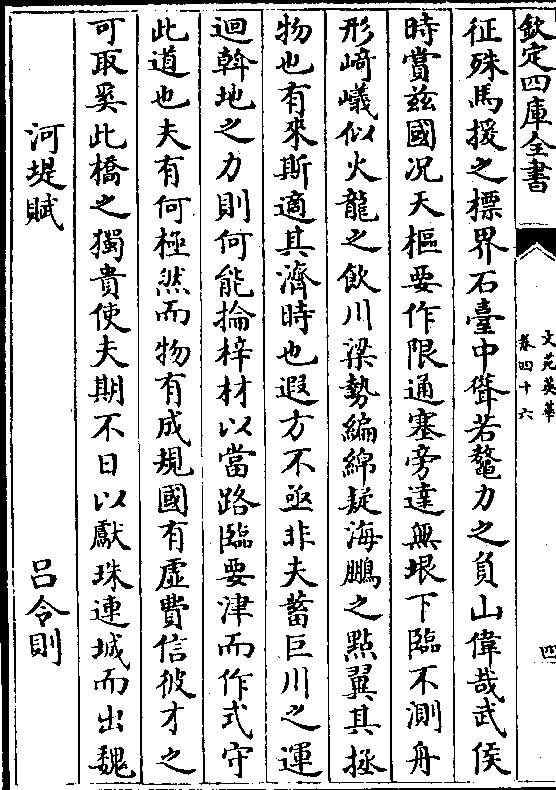 欽定四庫全書
文苑英華
卷四十六
四
征殊馬援之標界石臺中聳若鼇力之負山偉哉武侯
時賞兹國况天樞要作限通塞旁達無垠下臨不測舟
形崎嶬似火龍之飲川梁勢編綿疑海鵬之㸃翼其拯
物也有來斯適其濟時也遐方不亟非夫蓄巨川之運
迴斡地之力則何能掄梓材以當路臨要津而作式守
此道也夫有何極然而物有成規國有虛費信彼才之
可取奚此橋之獨貴使夫期不日以獻珠連城而出魏
河堤賦
吕令則